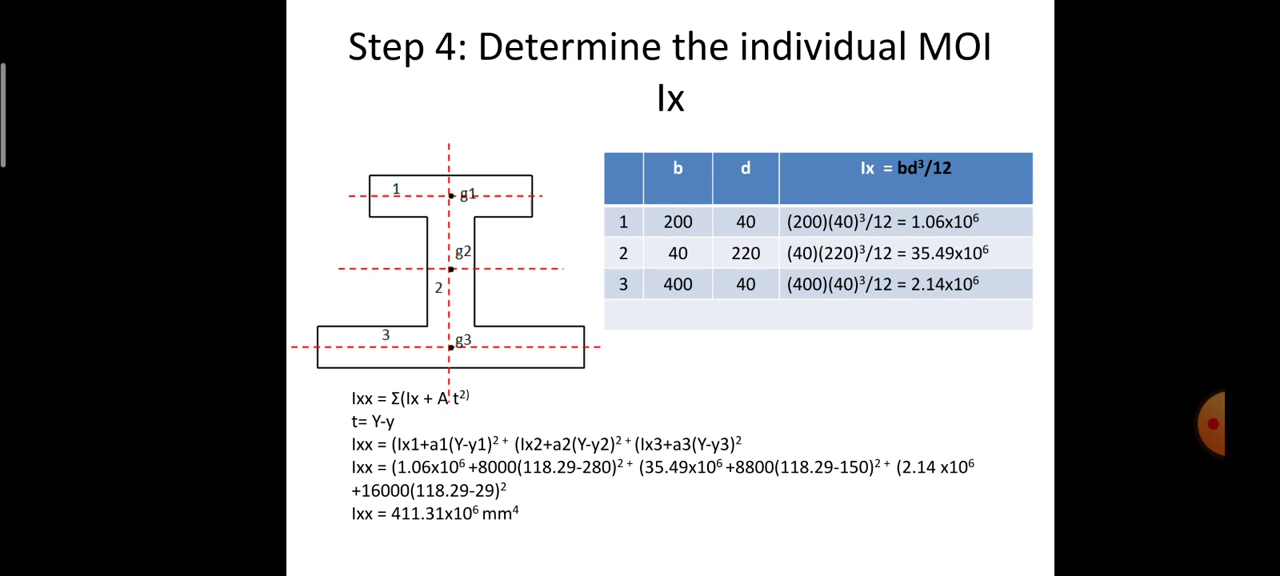 Step 4: Determine the individual MOI
Ix
b d Ix = bd³/12
1 200 40 (200)(40)³/12 = 1.06x10⁶
2 40 220 (40)(220)³/12 = 35.49x10⁶
3 400 40 (400)(40)³/12 = 2.14x10⁶
1
g1
g2
2
3
g3
Ixx = Σ(Ix + A t²⁾
t= Y-y
Ixx = (Ix1+a1(Y-y1)² ⁺ (Ix2+a2(Y-y2)² ⁺ (Ix3+a3(Y-y3)²
Ixx = (1.06x10⁶ +8000(118.29-280)² ⁺ (35.49x10⁶ +8800(118.29-150)² ⁺ (2.14 x10⁶
+16000(118.29-29)²
Ixx = 411.31x10⁶ mm⁴